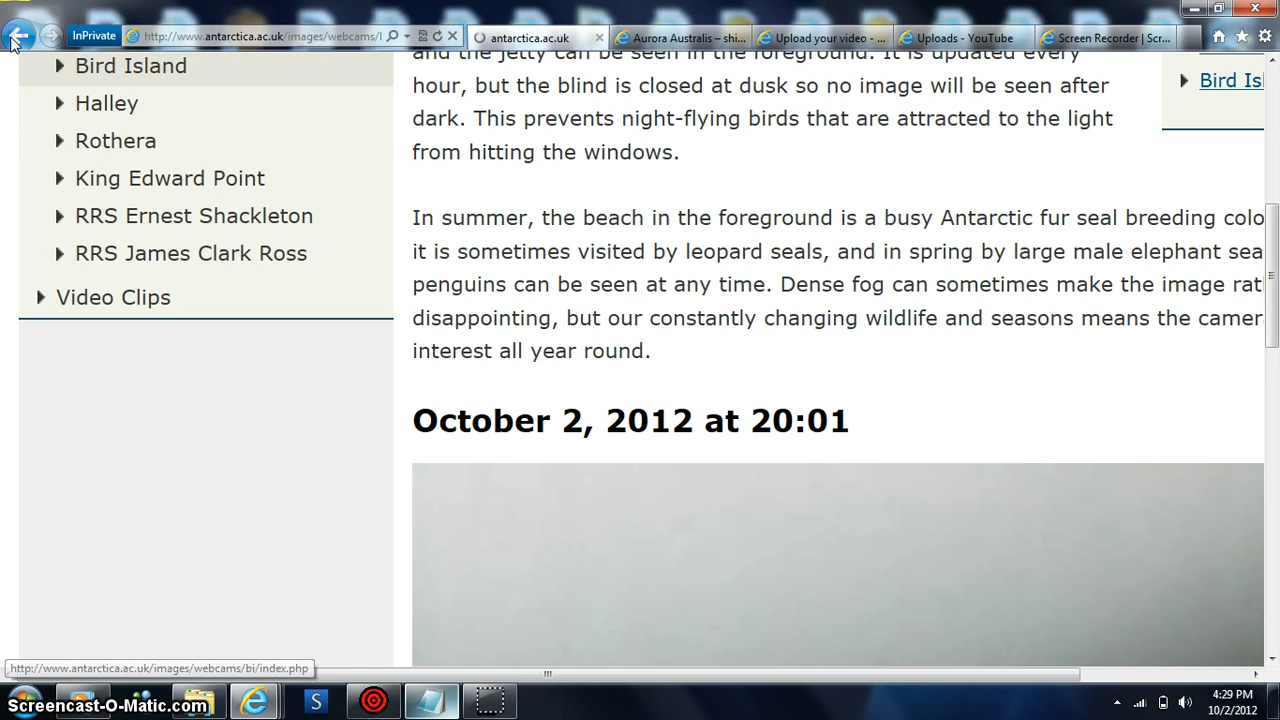 InPrivate
http://www.antarctica.ac.uk/images/webcams/l
antarctica.ac.uk
Aurora Australis – shi...
Upload your video - ...
Uploads - YouTube
Screen Recorder | Scr...
Bird Island
Halley
Rothera
King Edward Point
RRS Ernest Shackleton
RRS James Clark Ross
Video Clips
and the jetty can be seen in the foreground. It is updated every
hour, but the blind is closed at dusk so no image will be seen after
dark. This prevents night-flying birds that are attracted to the light
from hitting the windows.
Bird Isl
In summer, the beach in the foreground is a busy Antarctic fur seal breeding colo
it is sometimes visited by leopard seals, and in spring by large male elephant sea
penguins can be seen at any time. Dense fog can sometimes make the image rat
disappointing, but our constantly changing wildlife and seasons means the camera
interest all year round.
October 2, 2012 at 20:01
http://www.antarctica.ac.uk/images/webcams/bi/index.php
Screencast-O-Matic.com
S
4:29 PM
10/2/2012